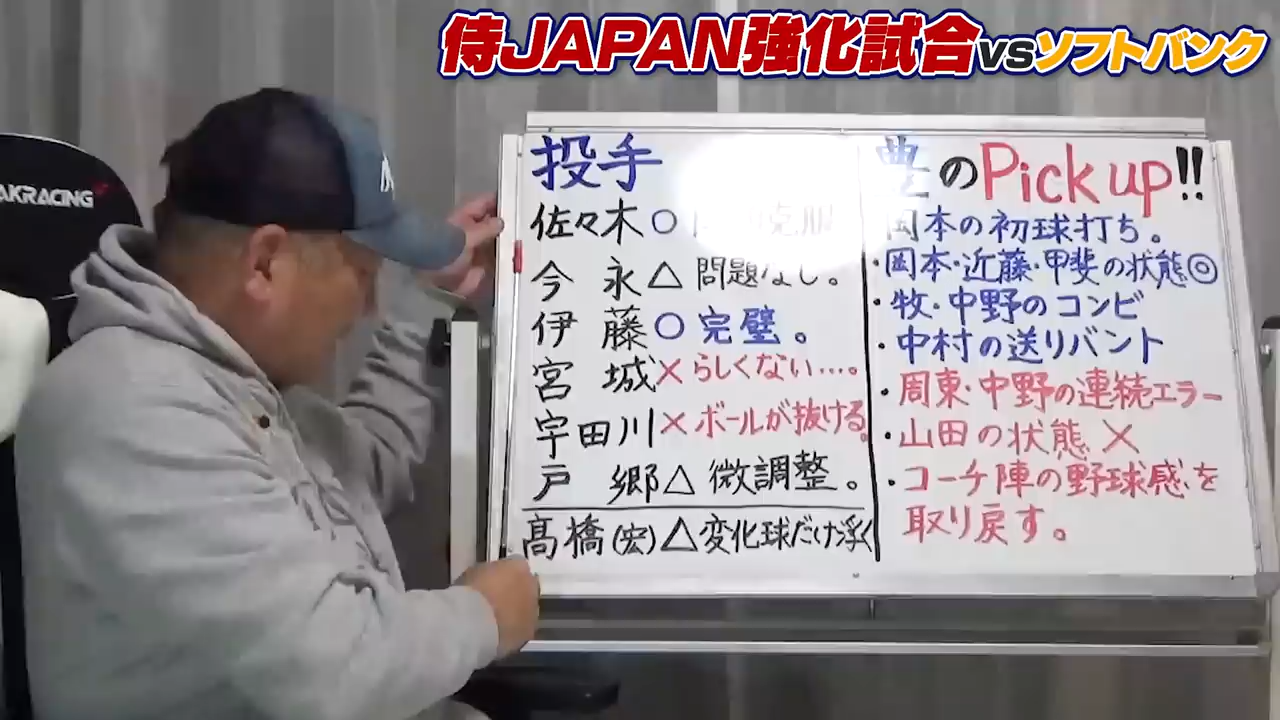 侍JAPAN強化試合vsソフトバンク
AKRACING
投手
佐々木○
今永△問題なし。
伊藤○完璧。
宮城×らしくない…。
宇田川×ボールが抜ける。
戸郷△微調整。
髙橋(宏)△変化球だけ浮く
豊のPick up!!
岡本の初球打ち。
・岡本・近藤・甲斐の状態◎
・牧・中野のコンビ
・中村の送りバント
・周東・中野の連続エラー
・山田の状態×
・コーチ陣の野球感を
取り戻す。